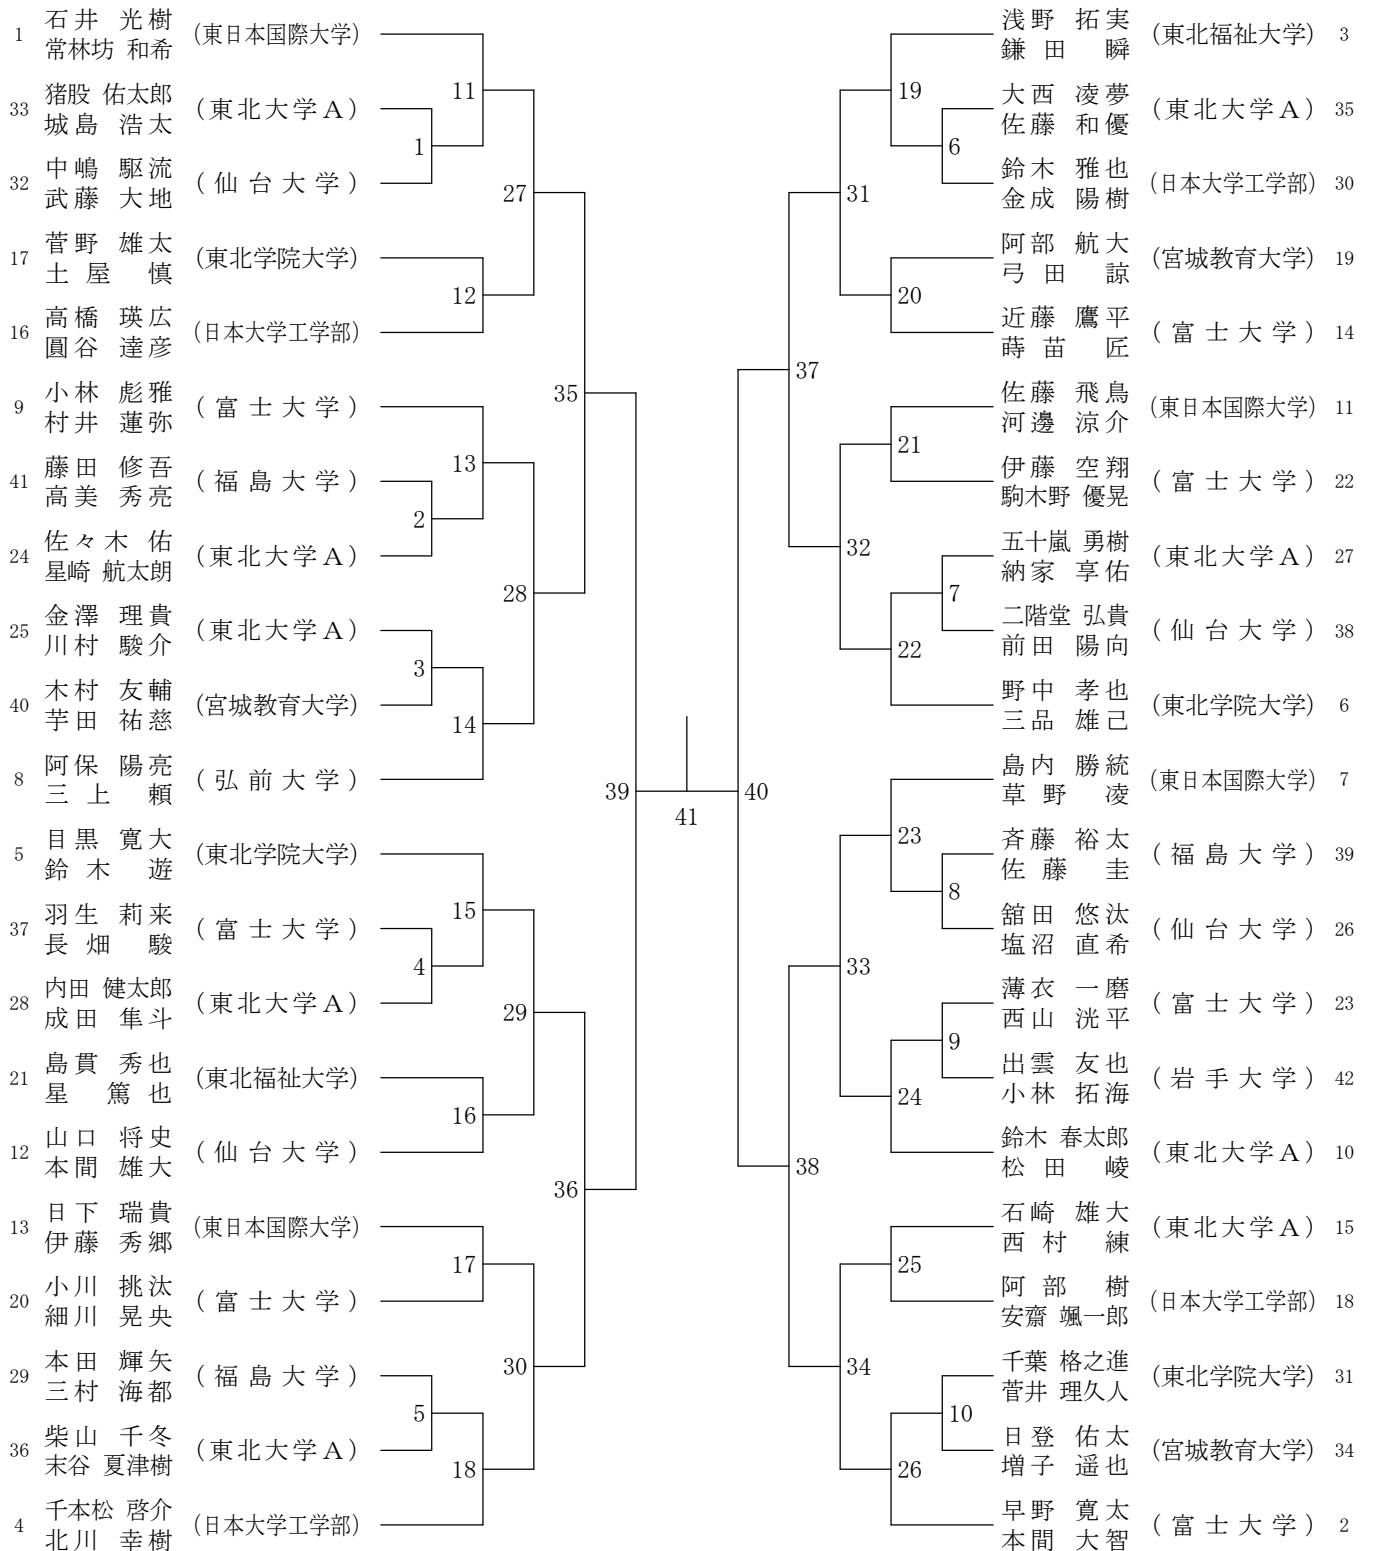 1 石井 光樹 (東日本国際大学)
常林坊 和希
33 猪股 佑太郎 (東北大学A)
城島 浩太
32 中嶋 駆流 (仙台大学)
武藤 大地
17 菅野 雄太 (東北学院大学)
土屋 慎
16 高橋 瑛広 (日本大学工学部)
圓谷 達彦
9 小林 彪雅 (富士大学)
村井 蓮弥
41 藤田 修吾 (福島大学)
高美 秀亮
24 佐々木 佑 (東北大学A)
星崎 航太朗
25 金澤 理貴 (東北大学A)
川村 駿介
40 木村 友輔 (宮城教育大学)
芋田 祐慈
8 阿保 陽亮 (弘前大学)
三上 頼
5 目黒 寛大 (東北学院大学)
鈴木 遊
37 羽生 莉来 (富士大学)
長畑 駿
28 内田 健太郎 (東北大学A)
成田 隼斗
21 島貫 秀也 (東北福祉大学)
星 篤也
12 山口 将史 (仙台大学)
本間 雄大
13 日下 瑞貴 (東日本国際大学)
伊藤 秀郷
20 小川 挑汰 (富士大学)
細川 晃央
29 本田 輝矢 (福島大学)
三村 海都
36 柴山 千冬 (東北大学A)
末谷 夏津樹
4 千本松 啓介 (日本大学工学部)
北川 幸樹
1
2
3
4
5
11
12
13
14
15
16
17
18
27
28
29
30
35
36
39
41
40
37
38
31
32
33
34
19
20
21
22
23
24
25
26
6
7
8
9
10
浅野 拓実 (東北福祉大学) 3
鎌田 瞬
大西 凌夢 (東北大学A) 35
佐藤 和優
鈴木 雅也 (日本大学工学部) 30
金成 陽樹
阿部 航大 (宮城教育大学) 19
弓田 諒
近藤 鷹平 (富士大学) 14
蒔苗 匠
佐藤 飛鳥 (東日本国際大学) 11
河邊 涼介
伊藤 空翔 (富士大学) 22
駒木野 優晃
五十嵐 勇樹 (東北大学A) 27
納家 享佑
二階堂 弘貴 (仙台大学) 38
前田 陽向
野中 孝也 (東北学院大学) 6
三品 雄己
島内 勝統 (東日本国際大学) 7
草野 凌
斉藤 裕太 (福島大学) 39
佐藤 圭
舘田 悠汰 (仙台大学) 26
塩沼 直希
薄衣 一磨 (富士大学) 23
西山 洸平
出雲 友也 (岩手大学) 42
小林 拓海
鈴木 春太郎 (東北大学A) 10
松田 崚
石崎 雄大 (東北大学A) 15
西村 練
阿部 樹 (日本大学工学部) 18
安齋 颯一郎
千葉 格之進 (東北学院大学) 31
菅井 理久人
日登 佑太 (宮城教育大学) 34
増子 遥也
早野 寛太 (富士大学) 2
本間 大智